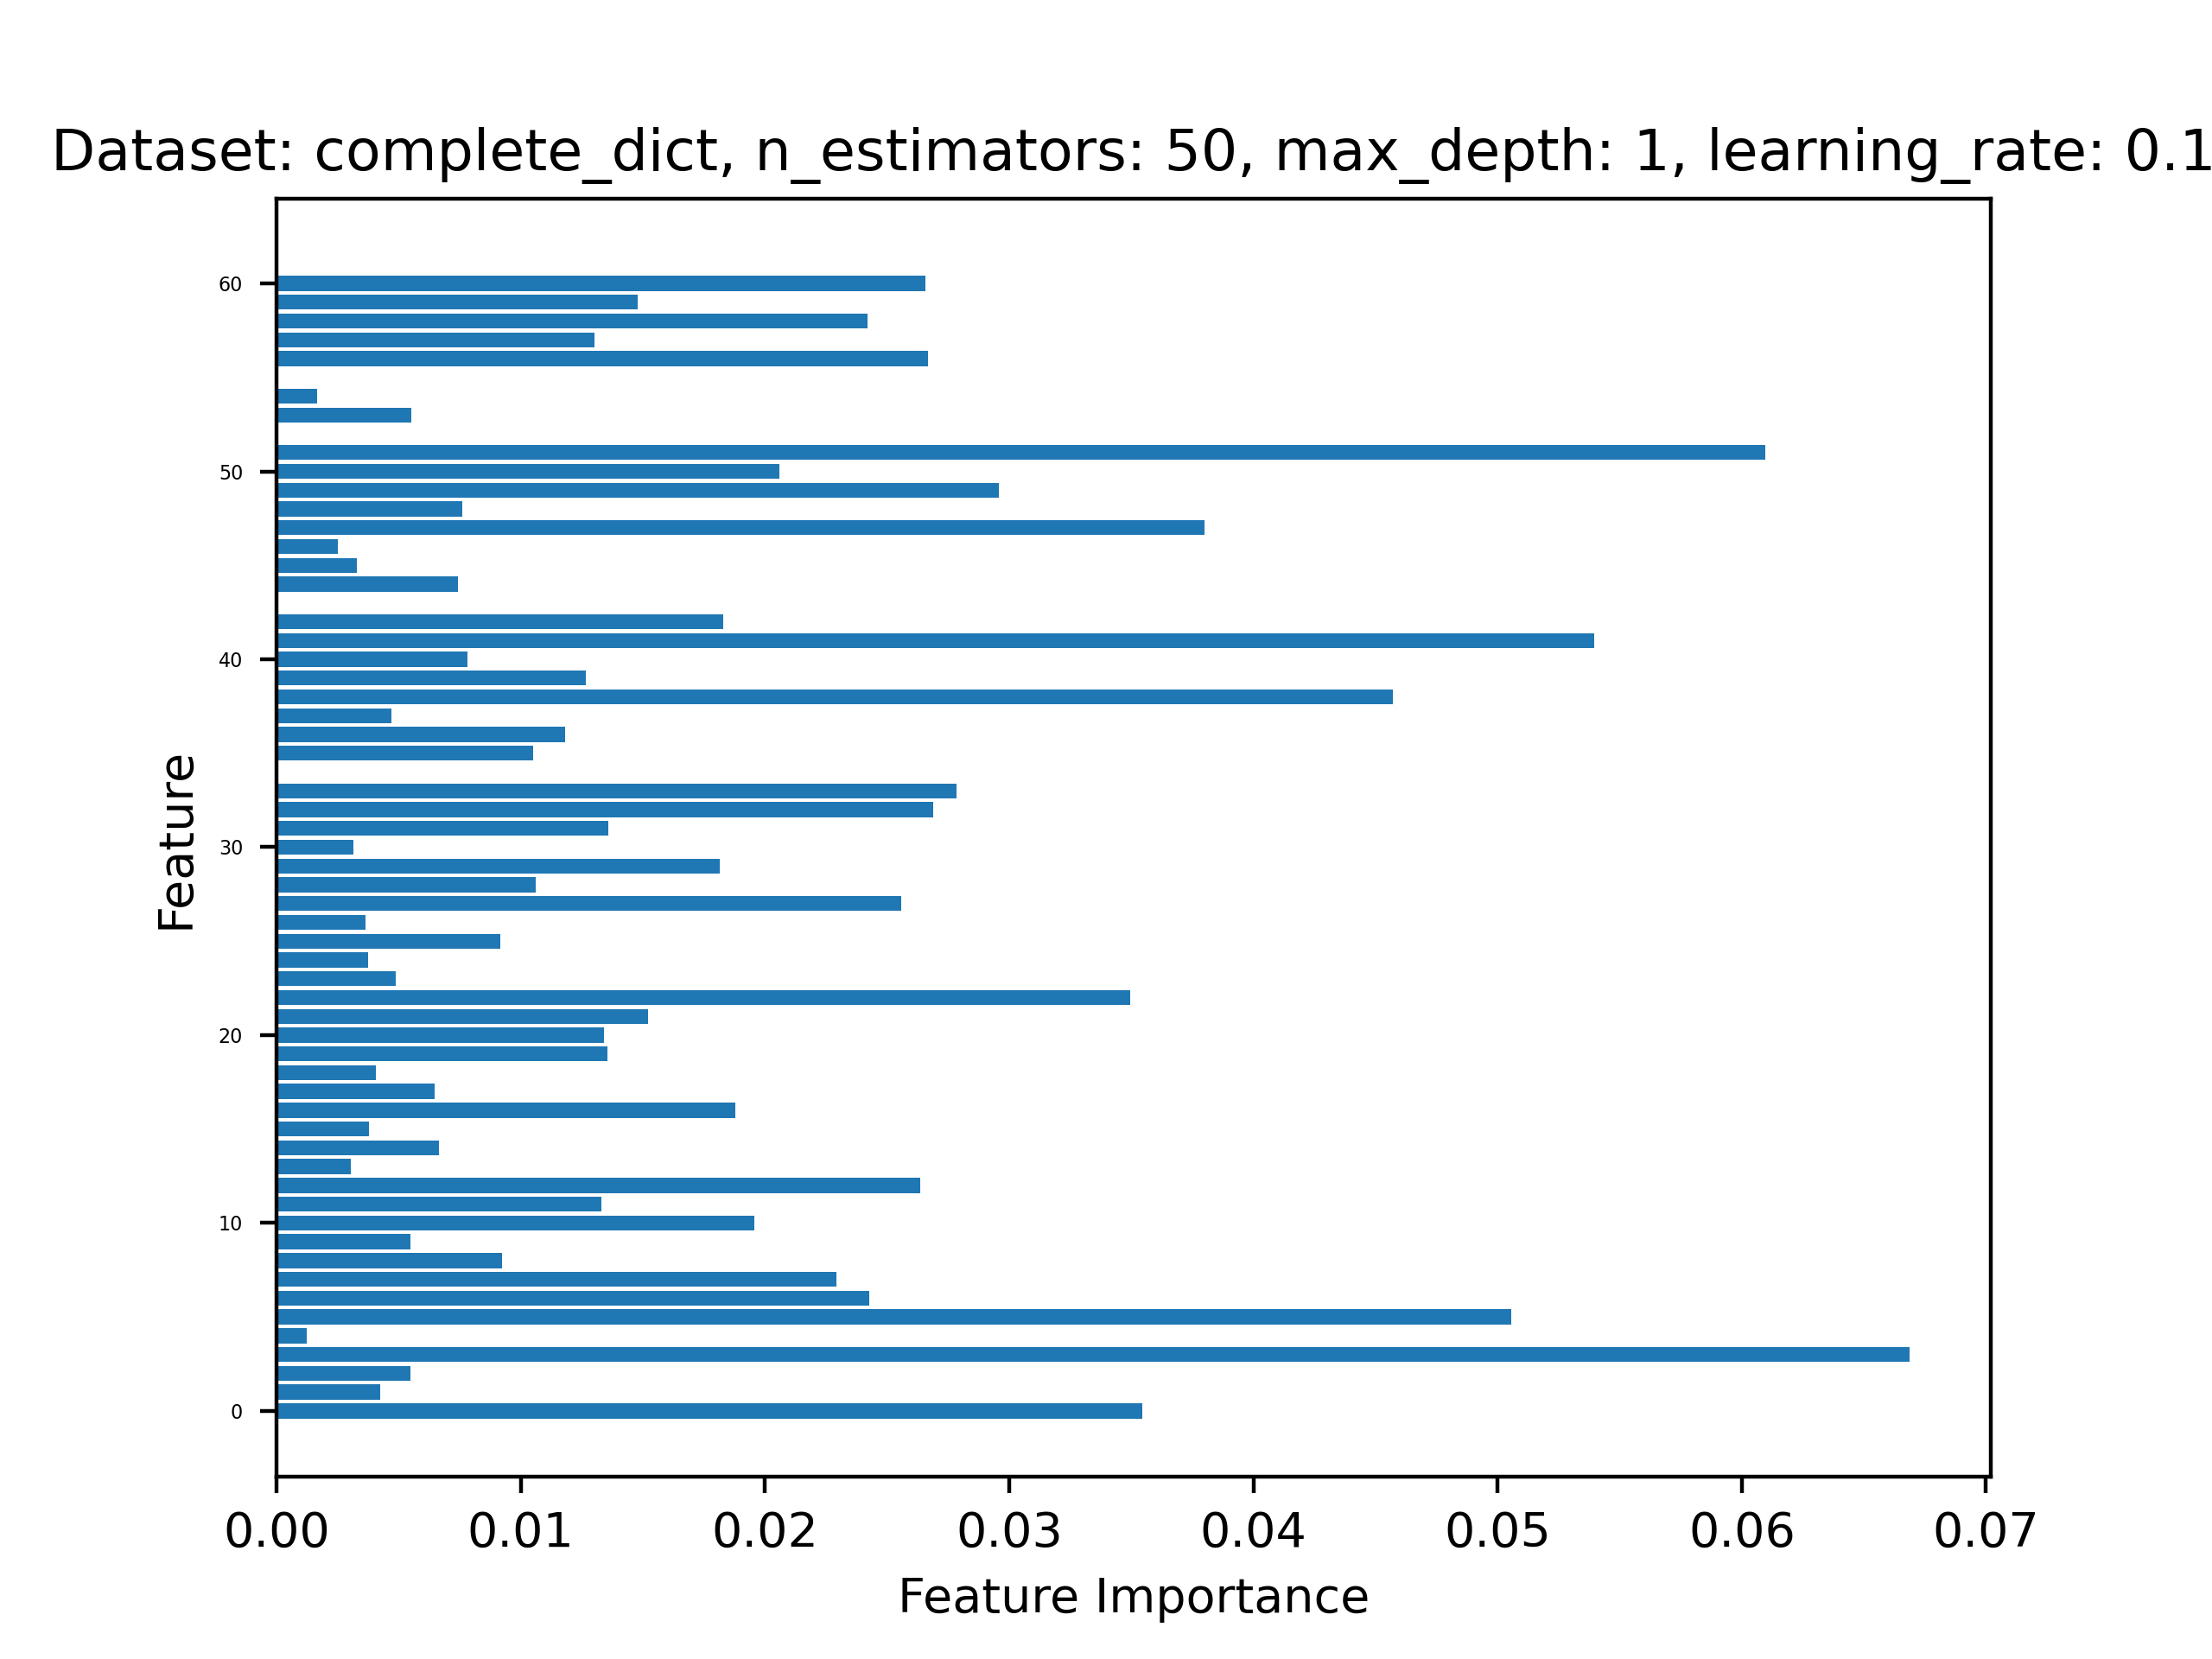 Dataset: complete_dict, n_estimators: 50, max_depth: 1, learning_rate: 0.1
60
50
40
30
20
10
0
Feature
0.00 0.01 0.02 0.03 0.04 0.05 0.06 0.07
Feature Importance